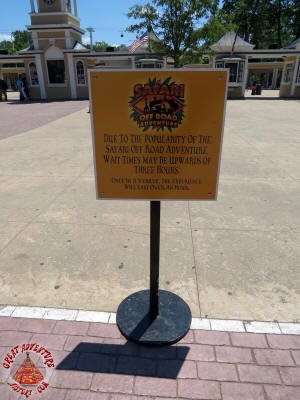 SAFARI
OFF ROAD
ADVENTURE
DUE TO THE POPULARITY OF THE
SAFARI OFF ROAD ADVENTURE,
WAIT TIMES MAY BE UPWARDS OF
THREE HOURS.
ONCE IN A VEHICLE, THE EXPERIENCE
WILL LAST OVER AN HOUR.
GREAT ADVENTURE
HISTORY.COM